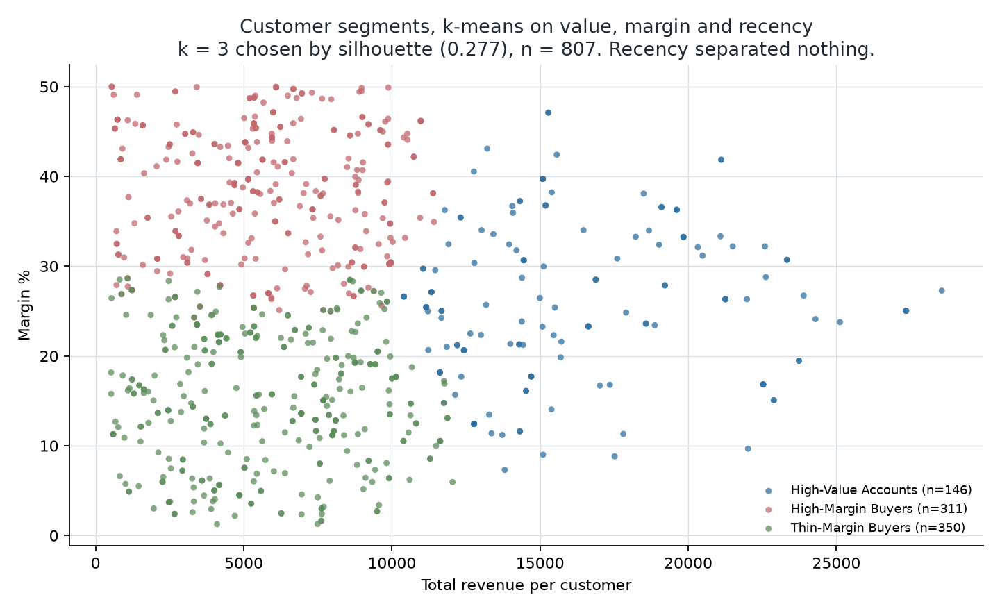 Customer segments, k-means on value, margin and recency
k = 3 chosen by silhouette (0.277), n = 807. Recency separated nothing.
Margin %
50
40
30
20
10
0
0 5000 10000 15000 20000 25000
Total revenue per customer
High-Value Accounts (n=146)
High-Margin Buyers (n=311)
Thin-Margin Buyers (n=350)